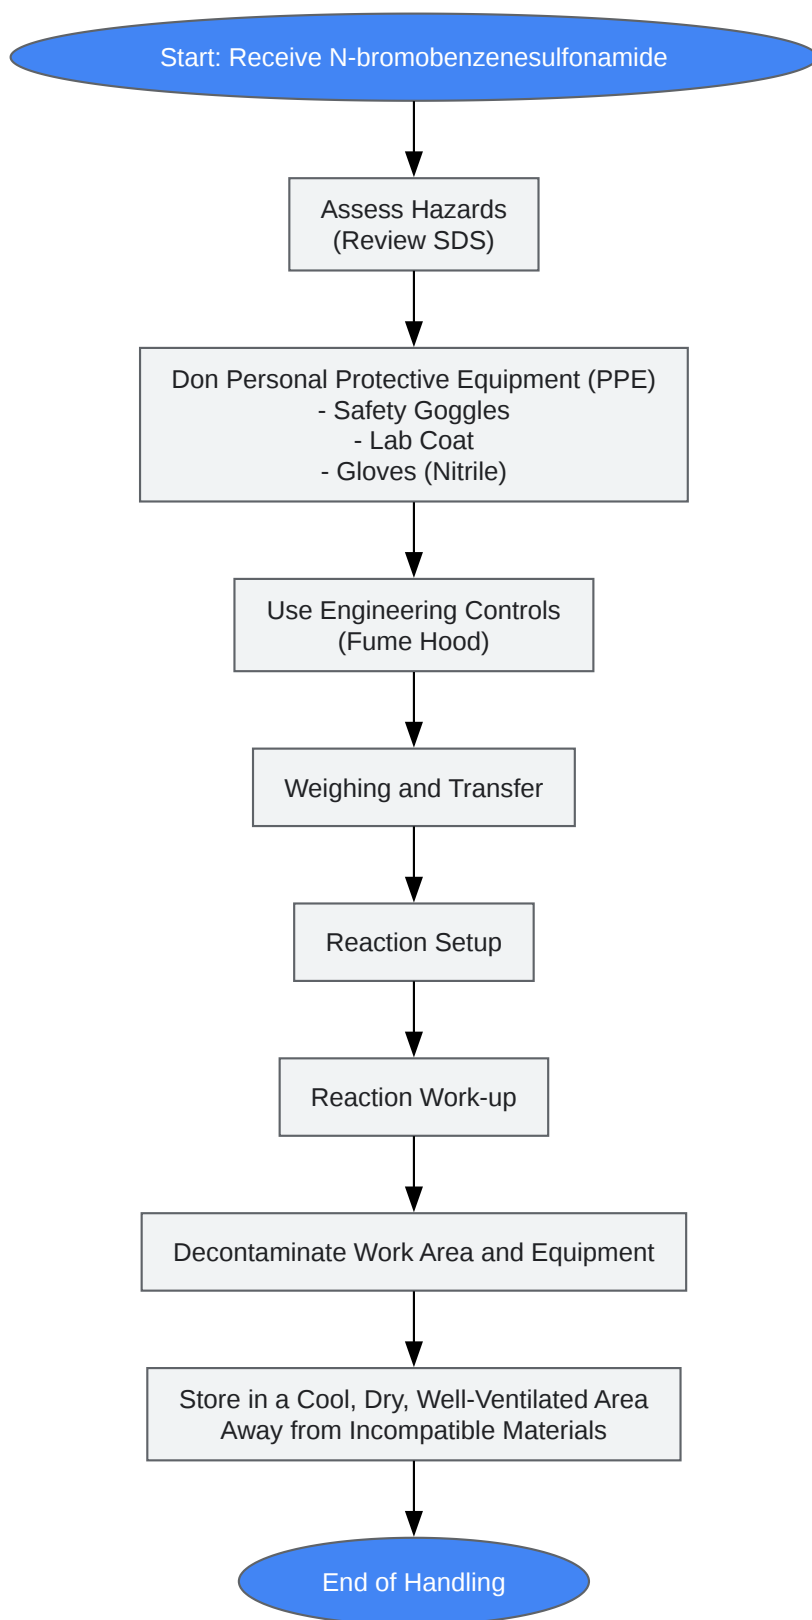 Start: Receive N-bromobenzenesulfonamide
Assess Hazards
(Review SDS)
Don Personal Protective Equipment (PPE)
- Safety Goggles
- Lab Coat
- Gloves (Nitrile)
Use Engineering Controls
(Fume Hood)
Weighing and Transfer
Reaction Setup
Reaction Work-up
Decontaminate Work Area and Equipment
Store in a Cool, Dry, Well-Ventilated Area
Away from Incompatible Materials
End of Handling